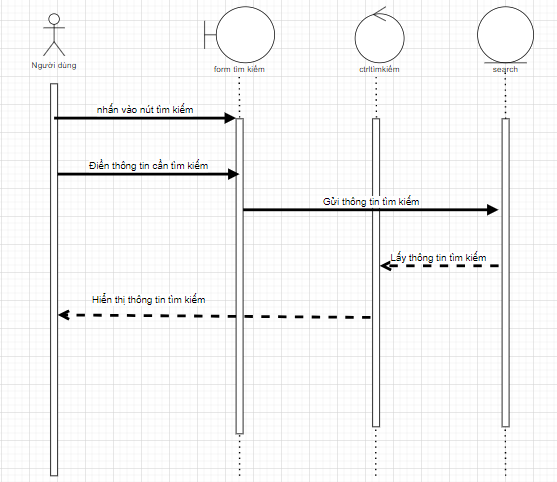 Người dùng
form tìm kiếm
ctrltìmkiếm
search
nhấn vào nút tìm kiếm
Điền thông tin cần tìm kiếm
Gửi thông tin tìm kiếm
Lấy thông tin tìm kiếm
Hiển thị thông tin tìm kiếm